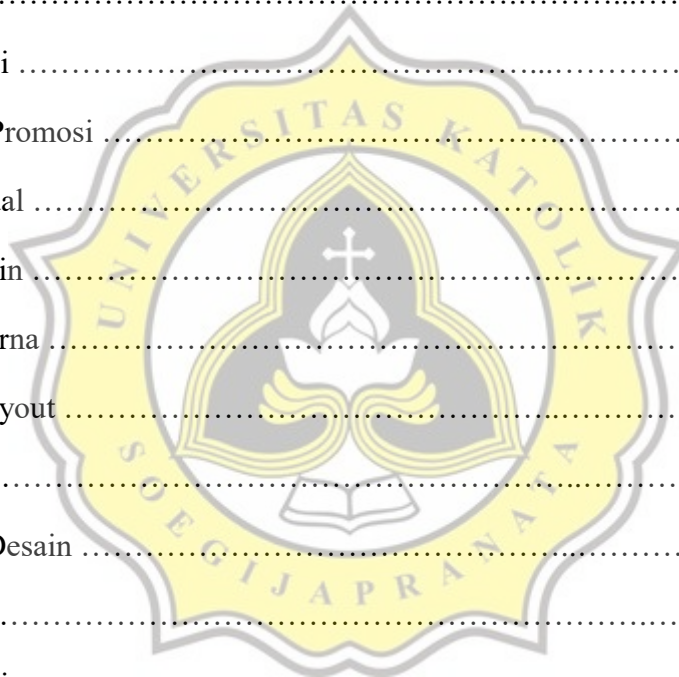 i ……………………………………………...…………
Promosi ……………………………………………..…………
al ……………………………………………………………
in ……………………………………………………………
rna ……………………………………………………………
yout ………………………………………………..…………
Desain ………………………………………………..…………
UNIVERSITAS KATOLIK
SOEGIJAPRANATA